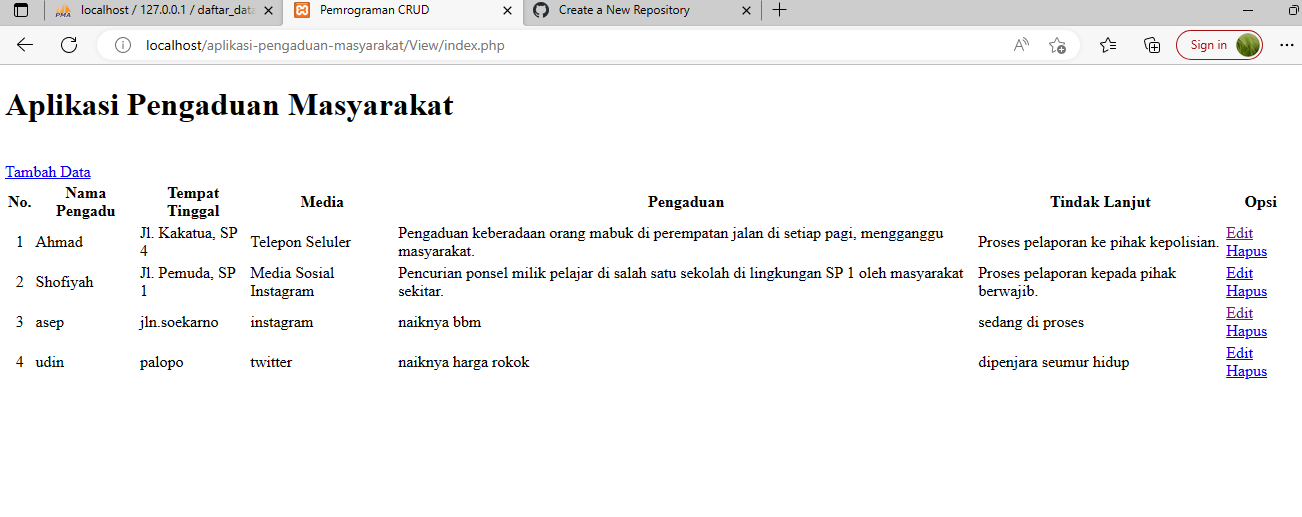 localhost / 127.0.0.1 / daftar_data
Pemrograman CRUD
Create a New Repository
localhost/aplikasi-pengaduan-masyarakat/View/index.php
Sign in
Aplikasi Pengaduan Masyarakat
Tambah Data
No. Nama Pengadu Tempat Tinggal Media Pengaduan Tindak Lanjut Opsi
1 Ahmad Jl. Kakatua, SP 4 Telepon Seluler Pengaduan keberadaan orang mabuk di perempatan jalan di setiap pagi, mengganggu masyarakat. Proses pelaporan ke pihak kepolisian. Edit Hapus
2 Shofiyah Jl. Pemuda, SP 1 Media Sosial Instagram Pencurian ponsel milik pelajar di salah satu sekolah di lingkungan SP 1 oleh masyarakat sekitar. Proses pelaporan kepada pihak berwajib. Edit Hapus
3 asep jln.soekarno instagram naiknya bbm sedang di proses Edit Hapus
4 udin palopo twitter naiknya harga rokok dipenjara seumur hidup Edit Hapus